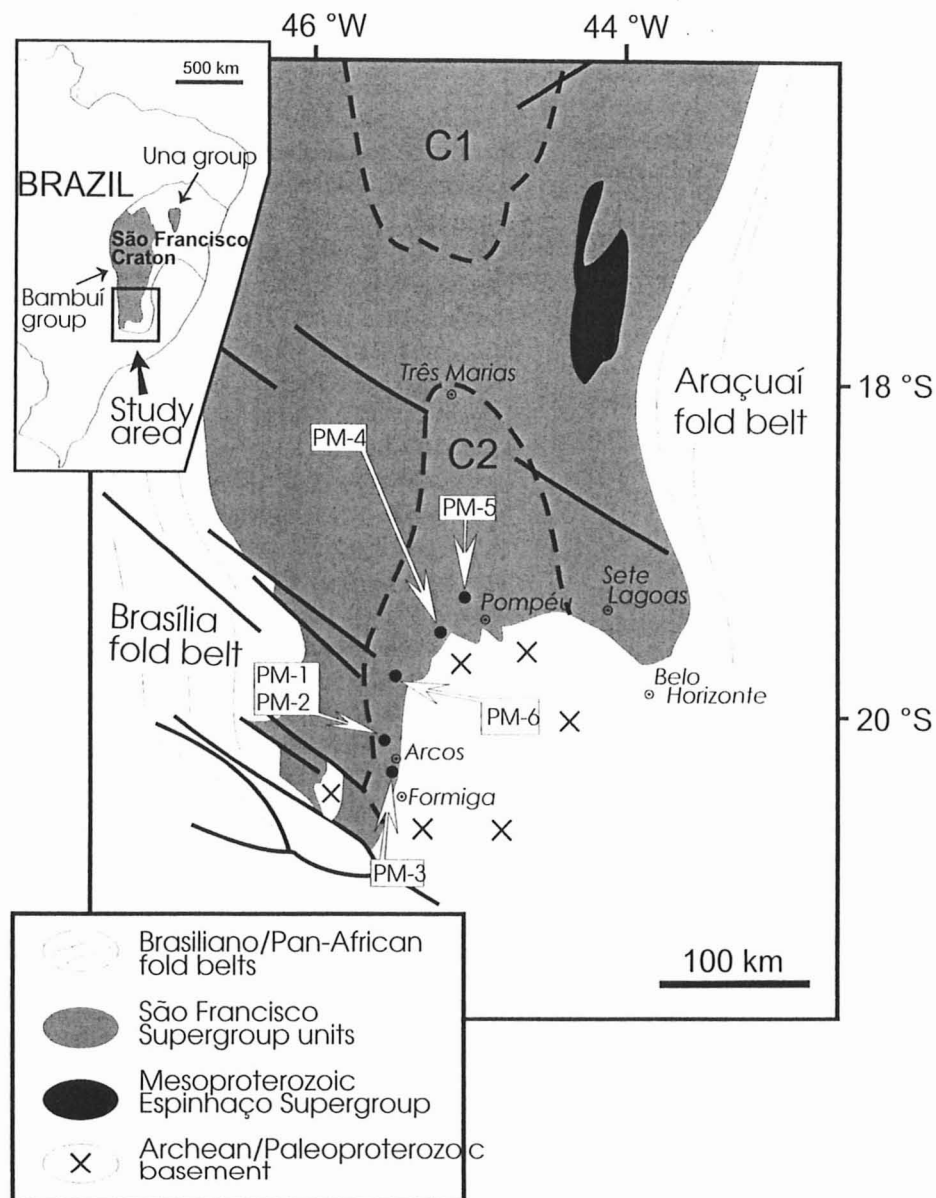 46 °W
44 °W
500 km
Una group
BRAZIL
São Francisco
Craton
Bambuí
group
Study
area
C1
Três Marias
18 °S
Araçuaí
fold belt
C2
PM-4
PM-5
Sete
Lagoas
Pompéu
Brasília
fold belt
PM-1
PM-2
PM-6
Belo
Horizonte
20 °S
Arcos
Formiga
PM-3
100 km
Brasiliano/Pan-African
fold belts
São Francisco
Supergroup units
Mesoproterozoic
Espinhaço Supergroup
Archean/Paleoproterozoic
basement